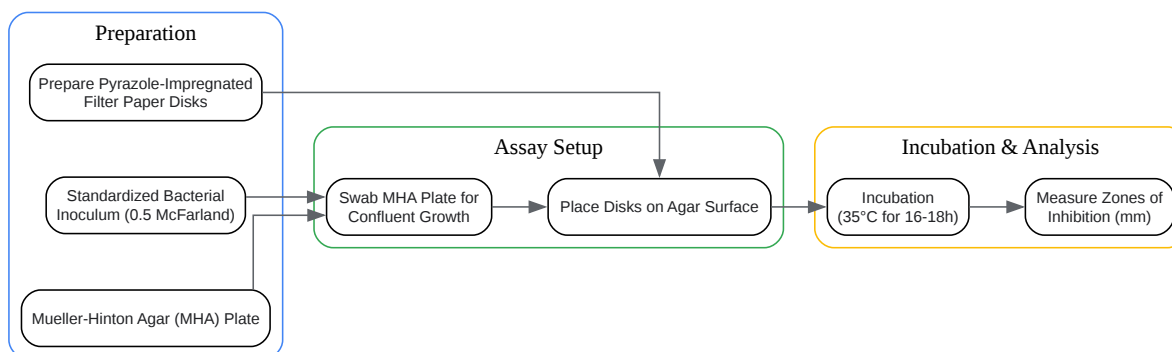 Preparation
Prepare Pyrazole-Impregnated
Filter Paper Disks
Standardized Bacterial
Inoculum (0.5 McFarland)
Mueller-Hinton Agar (MHA) Plate
Assay Setup
Swab MHA Plate for
Confluent Growth
Place Disks on Agar Surface
Incubation & Analysis
Incubation
(35°C for 16-18h)
Measure Zones of
Inhibition (mm)